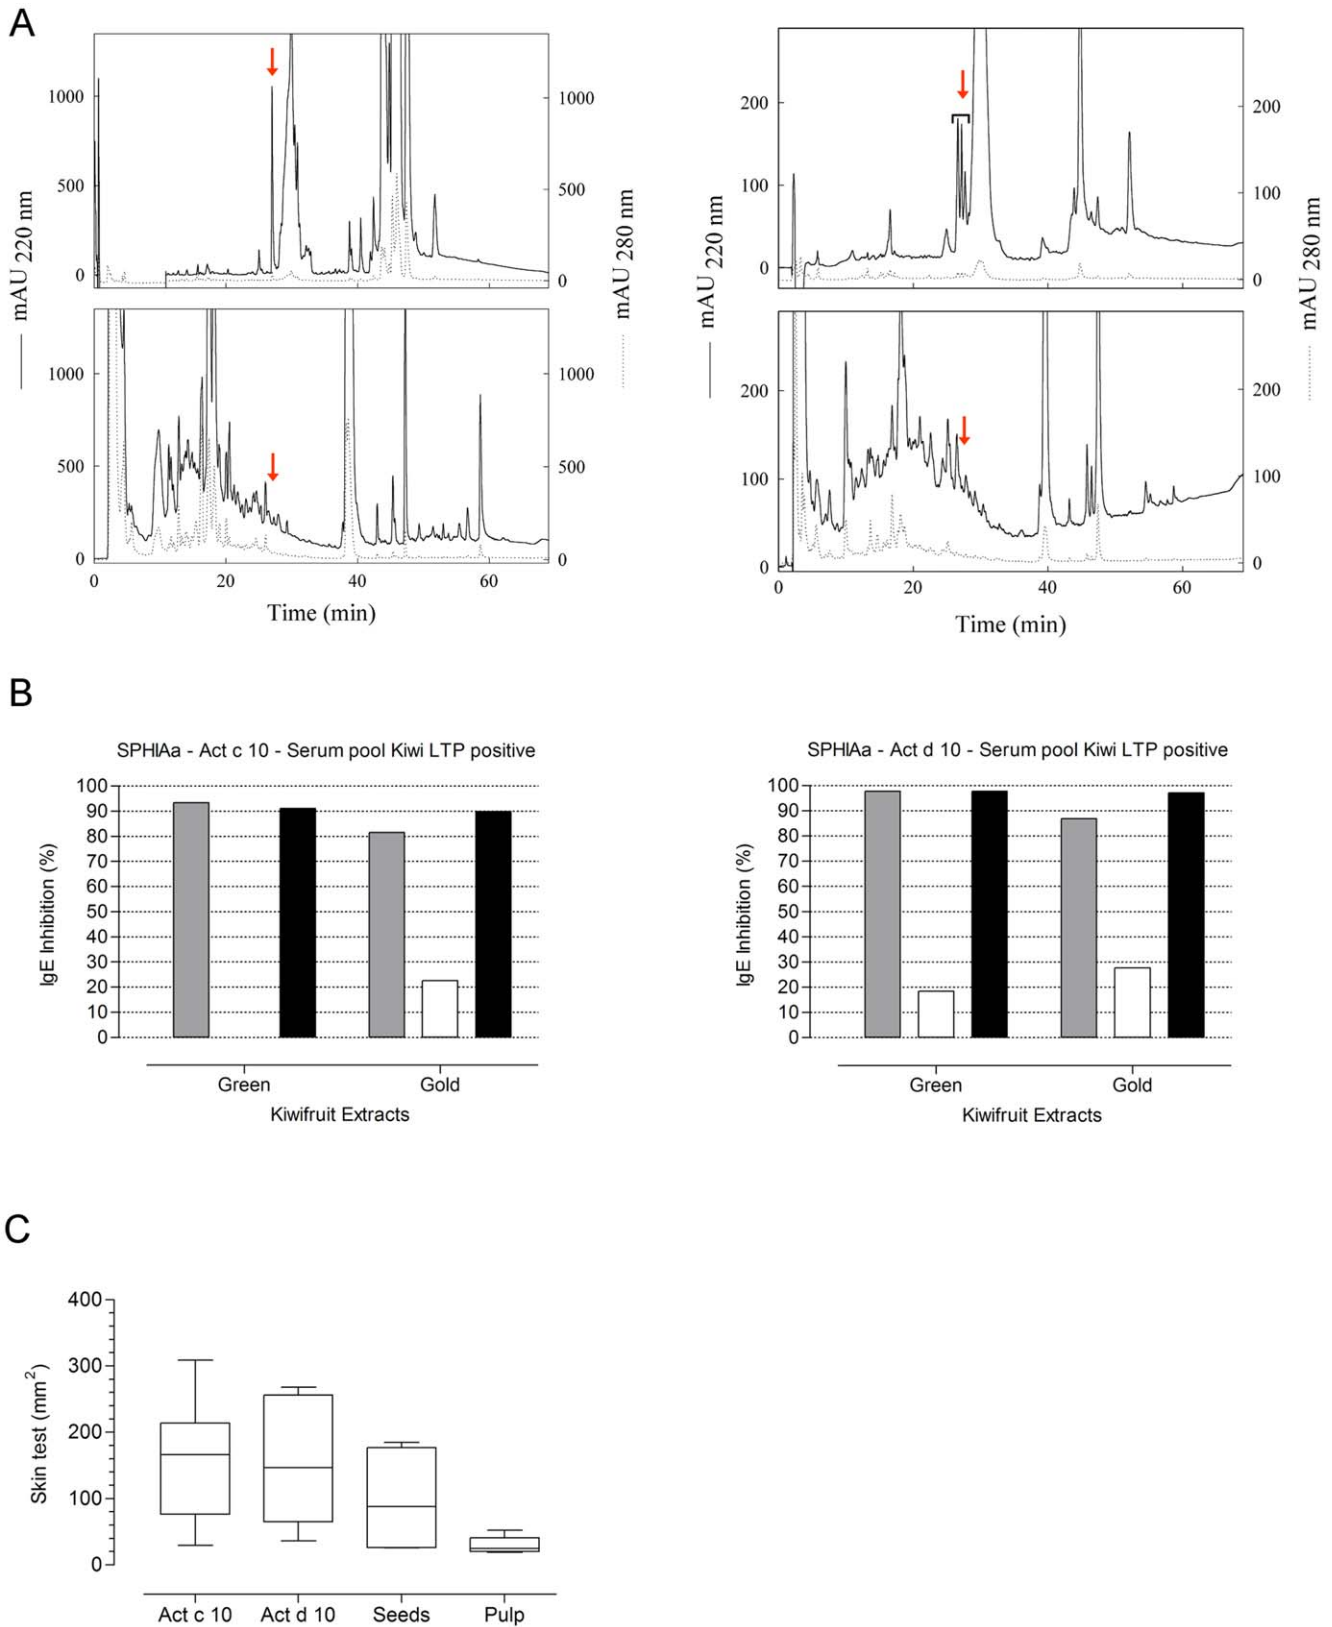 A
1000
500
0
1000
500
0
1000
500
0
1000
500
0
0
20
40
60
Time (min)
mAU 220 nm
mAU 280 nm
200
100
0
200
100
0
200
100
0
200
100
0
0
20
40
60
Time (min)
mAU 220 nm
mAU 280 nm
B
SPHIAa - Act c 10 - Serum pool Kiwi LTP positive
100
90
80
70
60
50
40
30
20
10
0
IgE Inhibition (%)
Green
Gold
Kiwifruit Extracts
SPHIAa - Act d 10 - Serum pool Kiwi LTP positive
100
90
80
70
60
50
40
30
20
10
0
IgE Inhibition (%)
Green
Gold
Kiwifruit Extracts
C
400
300
200
100
0
Skin test (mm²)
Act c 10
Act d 10
Seeds
Pulp